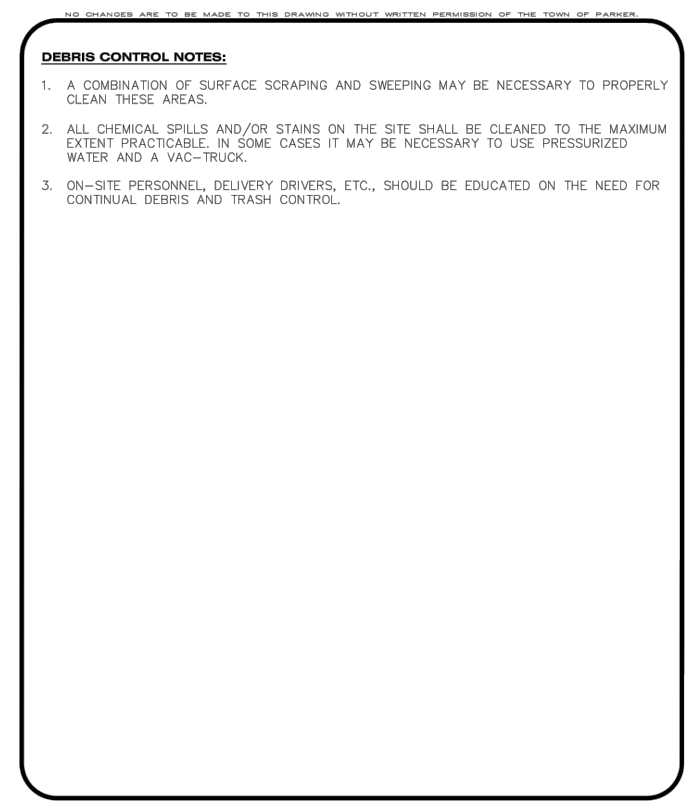 NO CHANGES ARE TO BE MADE TO THIS DRAWING WITHOUT WRITTEN PERMISSION OF THE TOWN OF PARKER.
DEBRIS CONTROL NOTES:
1. A COMBINATION OF SURFACE SCRAPING AND SWEEPING MAY BE NECESSARY TO PROPERLY
CLEAN THESE AREAS.
2. ALL CHEMICAL SPILLS AND/OR STAINS ON THE SITE SHALL BE CLEANED TO THE MAXIMUM
EXTENT PRACTICABLE. IN SOME CASES IT MAY BE NECESSARY TO USE PRESSURIZED
WATER AND A VAC-TRUCK.
3. ON-SITE PERSONNEL, DELIVERY DRIVERS, ETC., SHOULD BE EDUCATED ON THE NEED FOR
CONTINUAL DEBRIS AND TRASH CONTROL.